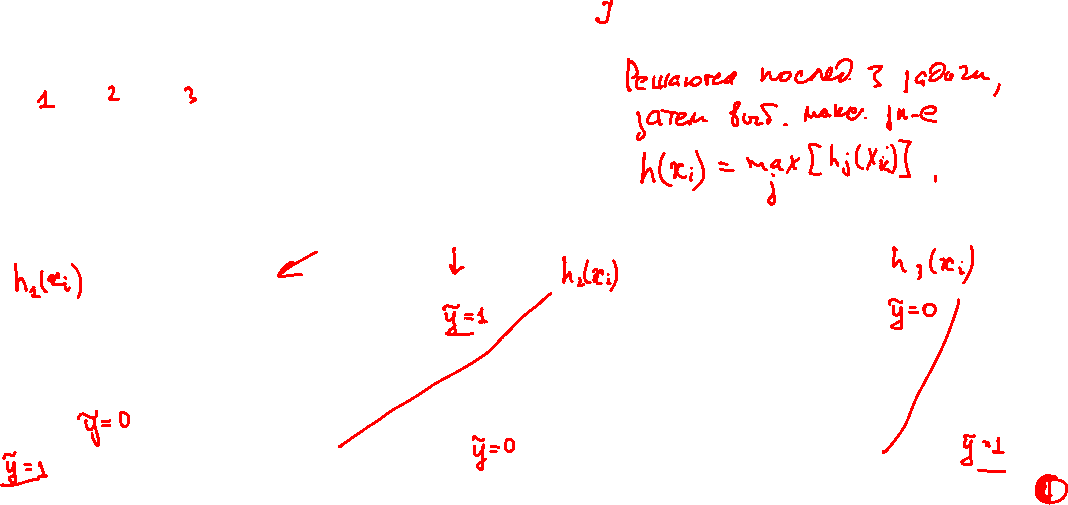 j
Решаются послед. 3 задачи,
1 2 3
затем выб. макс. зн-е
h(xᵢ) = max [hⱼ(xᵢ)].
j
h₁(xᵢ)
h₂(xᵢ)
h₃(xᵢ)
ỹ=1
ỹ=0
ỹ=0
ỹ=0
ỹ=1
ỹ=1